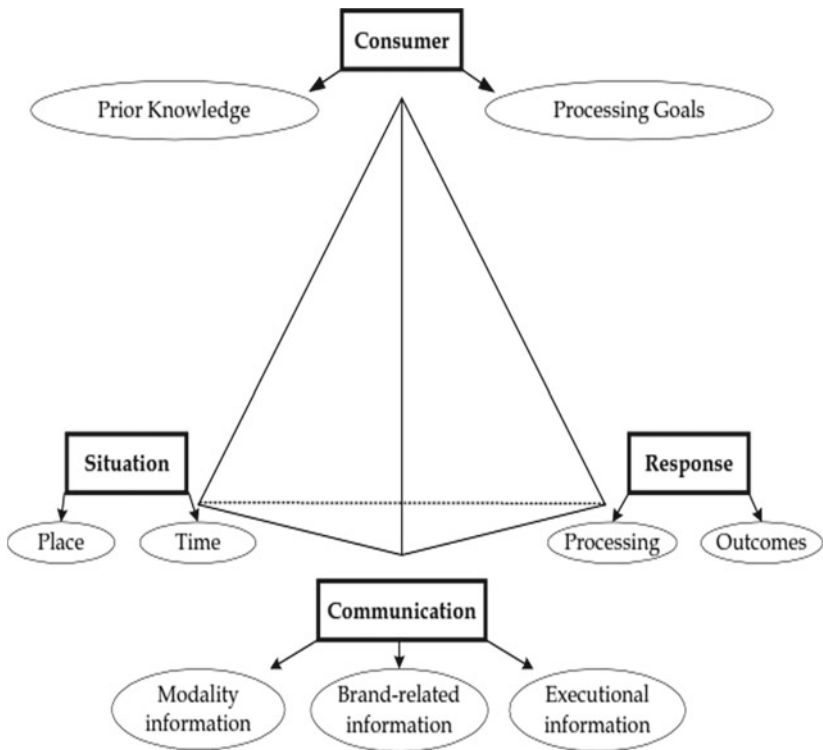 Consumer
Prior Knowledge
Processing Goals
Situation
Response
Place
Time
Processing
Outcomes
Communication
Modality
information
Brand-related
information
Executional
information